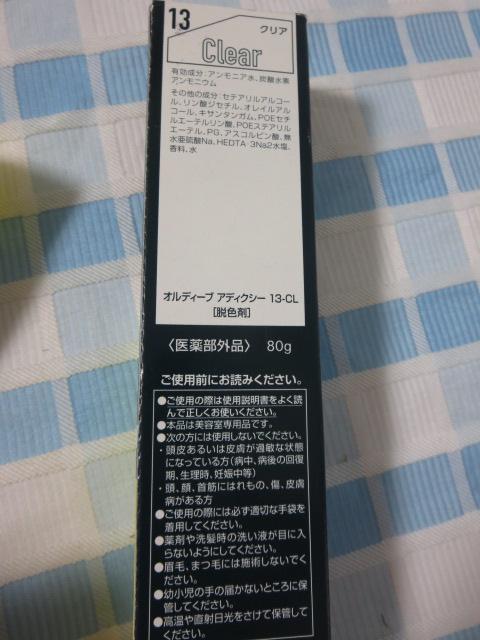 13
クリア
Clear
有効成分:アンモニア水、炭酸水素
アンモニウム
その他の成分:セテアリルアルコー
ル、リン酸ジセチル、オレイルアル
コール、キサンタンガム、POEセチ
ルエーテルリン酸、POEステアリル
エーテル、PG、アスコルビン酸、無
水亜硫酸Na、HEDTA・3Na2水塩、
香料、水
オルディーブ アディクシー 13-CL
[脱色剤]
〈医薬部外品〉 80g
ご使用前にお読みください。
●ご使用の際は使用説明書をよく読
んで正しくお使いください。
●本品は美容室専用品です。
●次の方には使用しないでください。
・頭皮あるいは皮膚が過敏な状態
になっている方(病中、病後の回復
期、生理時、妊娠中等)
・頭、顔、首筋にはれもの、傷、皮膚
病がある方
●ご使用の際には必ず適切な手袋を
着用してください。
●薬剤や洗髪時の洗い液が目に入
らないようにしてください。
●眉毛、まつ毛には施術しないでく
ださい。
●幼小児の手の届かないところに保
管してください。
●高温や直射日光をさけて保管して
ください。